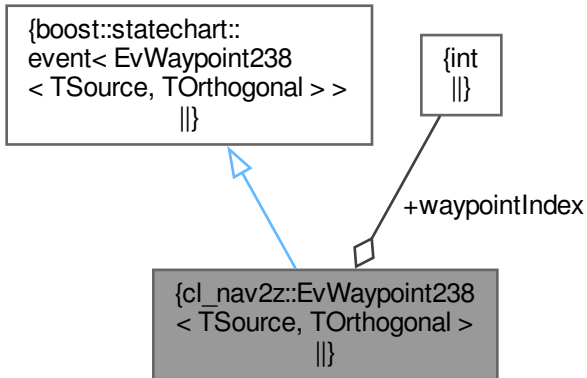 {boost::statechart::
event< EvWaypoint238
< TSource, TOrthogonal > >
||}
{int
||}
+waypointIndex
{cl_nav2z::EvWaypoint238
< TSource, TOrthogonal >
||}